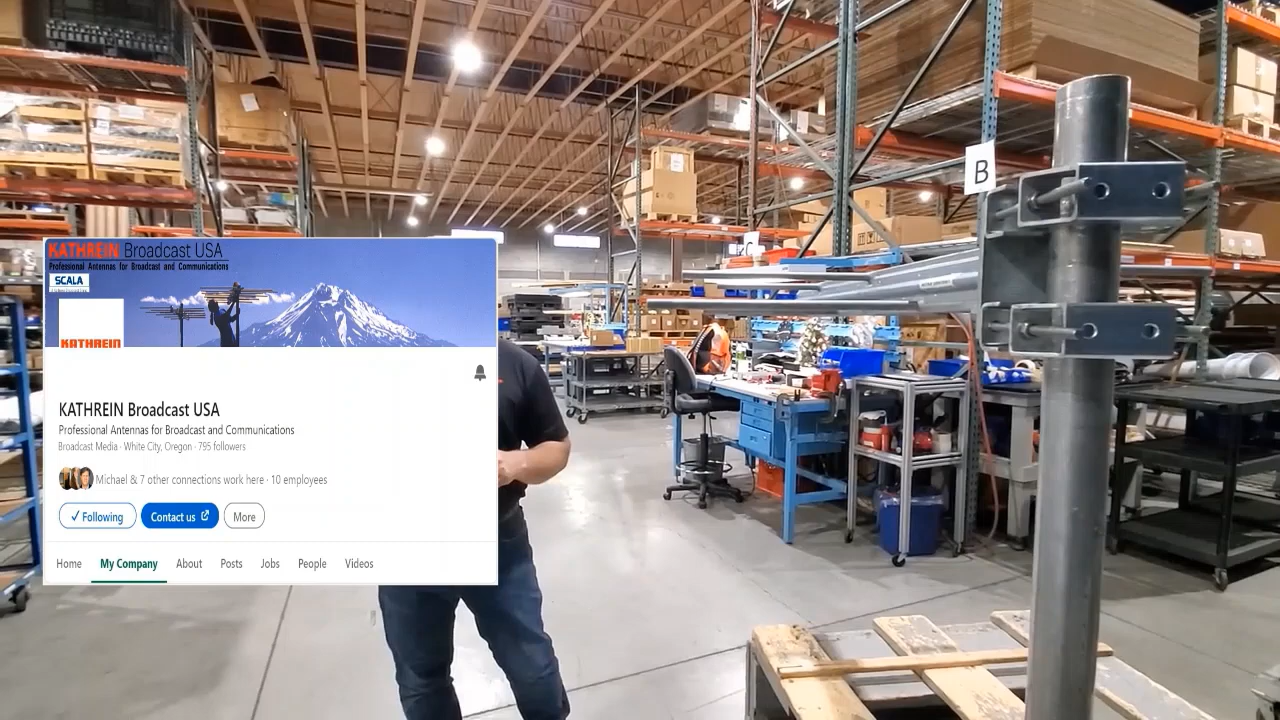 KATHREIN Broadcast USA
Professional Antennas for Broadcast and Communications
SCALA
KATHREIN
KATHREIN Broadcast USA
Professional Antennas for Broadcast and Communications
Broadcast Media · White City, Oregon · 795 followers
Michael & 7 other connections work here · 10 employees
✓ Following
Contact us
More
Home
My Company
About
Posts
Jobs
People
Videos
B
C